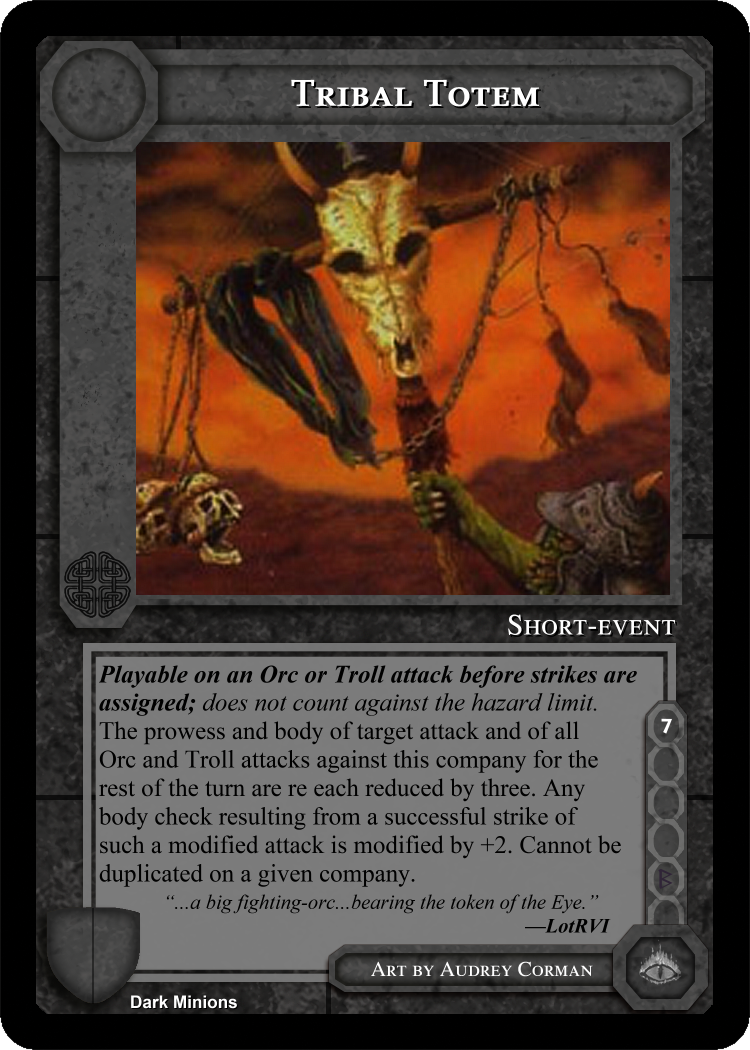 Tribal Totem
Short-event
Playable on an Orc or Troll attack before strikes are
assigned; does not count against the hazard limit.
The prowess and body of target attack and of all
Orc and Troll attacks against this company for the
rest of the turn are re each reduced by three. Any
body check resulting from a successful strike of
such a modified attack is modified by +2. Cannot be
duplicated on a given company.
“...a big fighting-orc...bearing the token of the Eye.”
—LotRVI
7
ᛒ
Art by Audrey Corman
Dark Minions